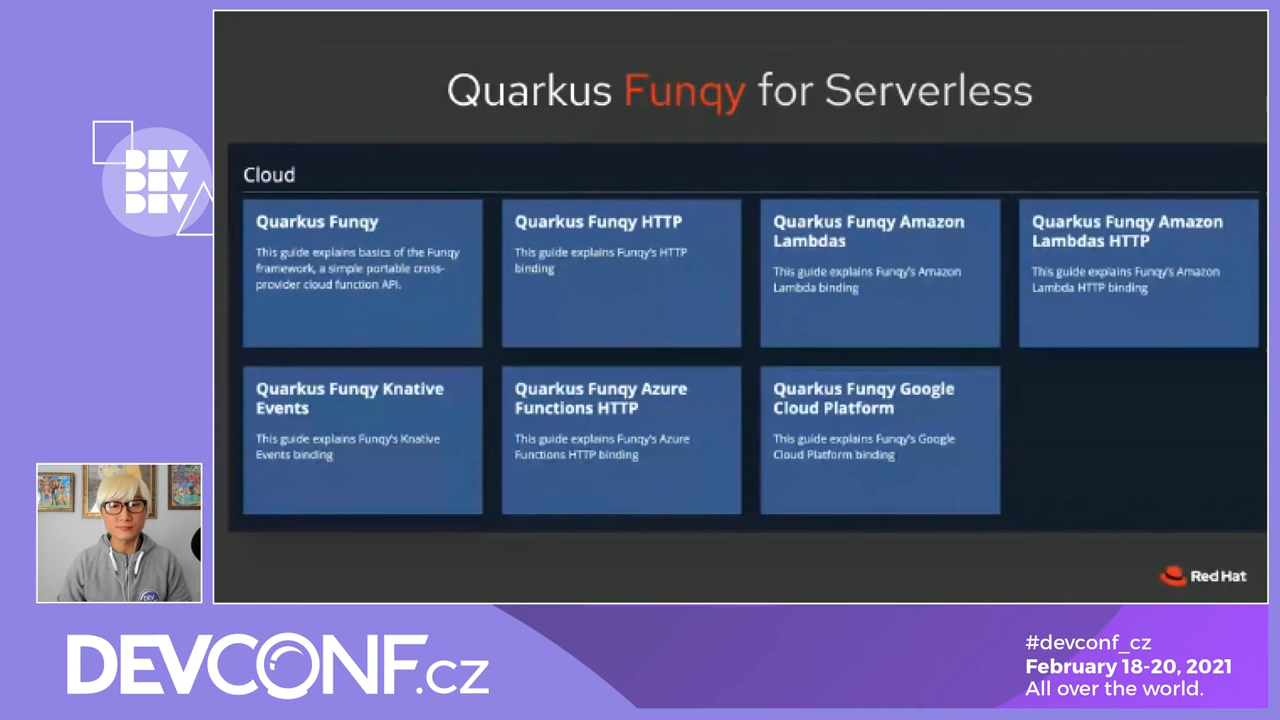 Quarkus Funqy for Serverless
Cloud
Quarkus Funqy
This guide explains basics of the Funqy
framework, a simple portable cross-
provider cloud function API.
Quarkus Funqy HTTP
This guide explains Funqy's HTTP
binding
Quarkus Funqy Amazon
Lambdas
This guide explains Funqy's Amazon
Lambda binding
Quarkus Funqy Amazon
Lambdas HTTP
This guide explains Funqy's Amazon
Lambda HTTP binding
Quarkus Funqy Knative
Events
This guide explains Funqy's Knative
Events binding
Quarkus Funqy Azure
Functions HTTP
This guide explains Funqy's Azure
Functions HTTP binding
Quarkus Funqy Google
Cloud Platform
This guide explains Funqy's Google
Cloud Platform binding
Red Hat
DEV
DEV
DEV
DEV
DEVCONF.cz
#devconf_cz
February 18-20, 2021
All over the world.